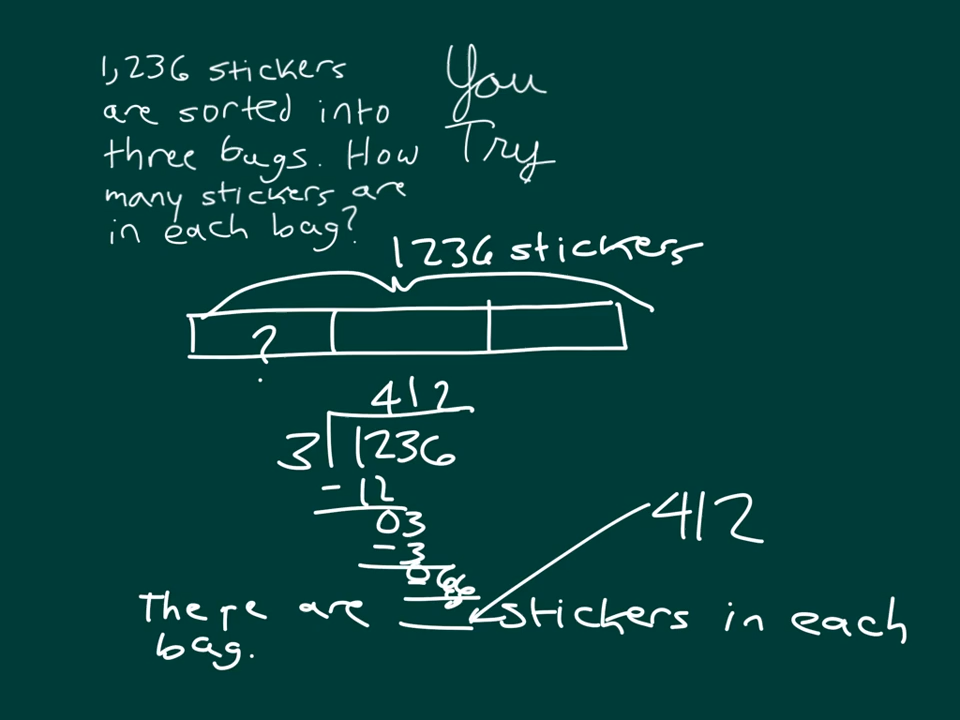 1,236 stickers
are sorted into
three bags. How
many stickers are
in each bag?
You
Try
1236 stickers
?
412
3 1236
- 12
03
- 3
06
412
There are ___ stickers in each
bag.